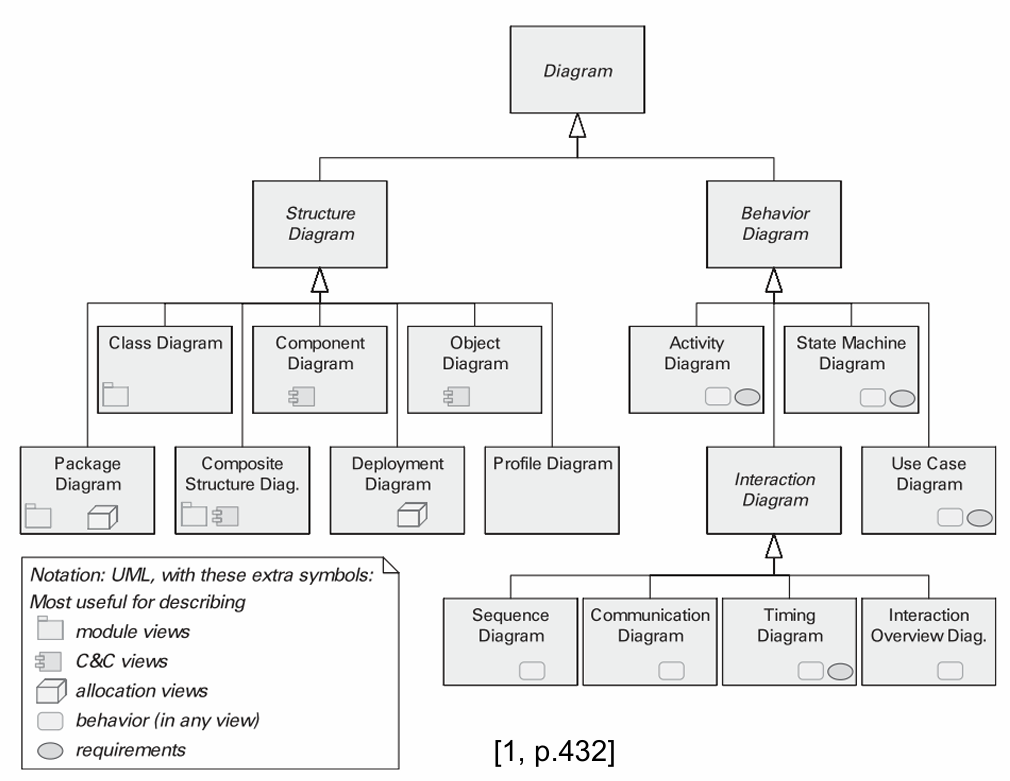 Diagram
Structure
Diagram
Behavior
Diagram
Class Diagram
Component
Diagram
Object
Diagram
Activity
Diagram
State Machine
Diagram
Package
Diagram
Composite
Structure Diag.
Deployment
Diagram
Profile Diagram
Interaction
Diagram
Use Case
Diagram
Sequence
Diagram
Communication
Diagram
Timing
Diagram
Interaction
Overview Diag.
Notation: UML, with these extra symbols:
Most useful for describing
module views
C&C views
allocation views
behavior (in any view)
requirements
[1, p.432]